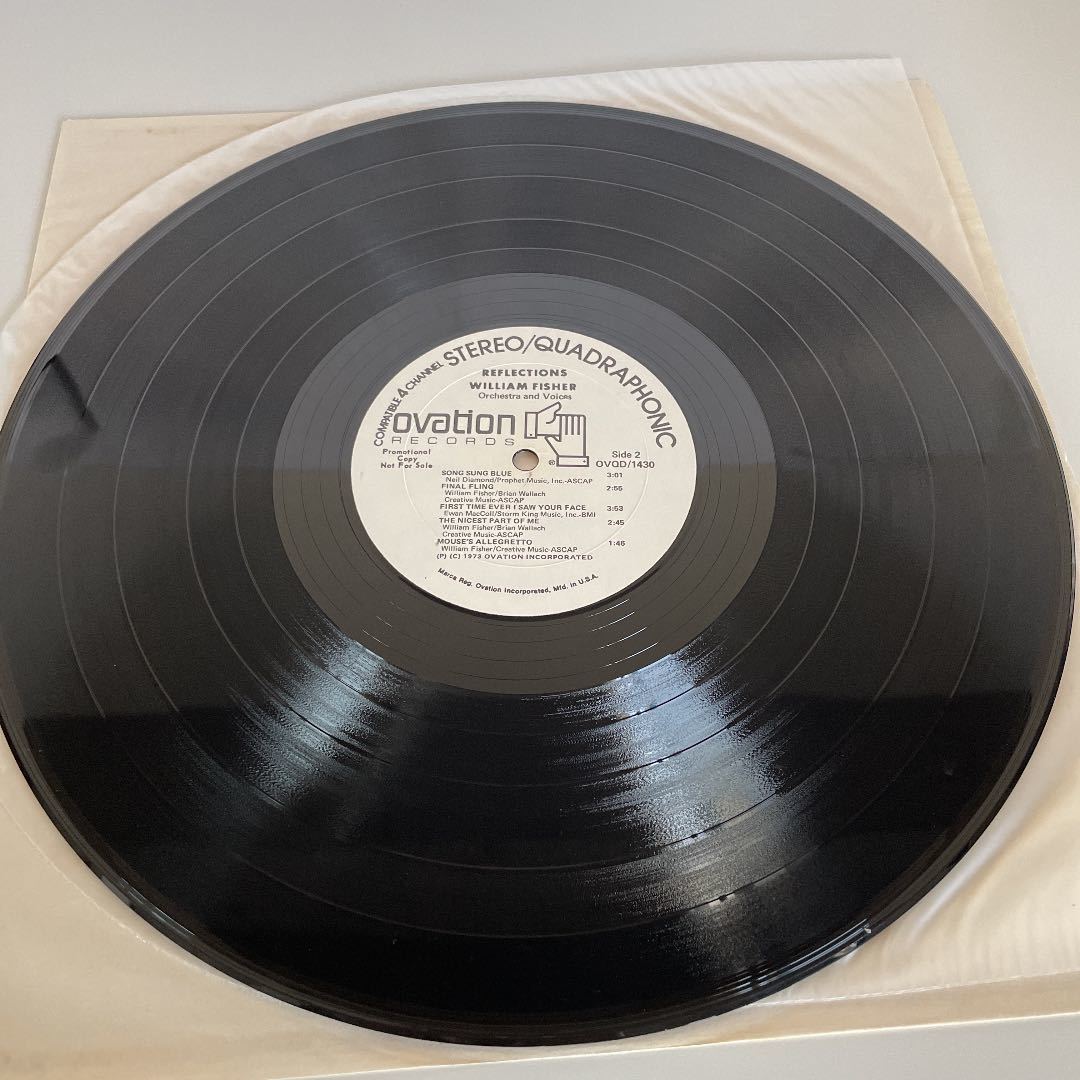 COMPATIBLE 4 CHANNEL STEREO/QUADRAPHONIC
REFLECTIONS
WILLIAM FISHER
Orchestra and Voices
ovation
RECORDS
®
Promotional
Copy
Not For Sale
Side 2
OVQD/1430
SONG SUNG BLUE 3:01
Neil Diamond/Prophet Music, Inc.-ASCAP
FINAL FLING 2:55
William Fisher/Brian Wallach
Creative Music-ASCAP
FIRST TIME EVER I SAW YOUR FACE 3:53
Ewan MacColl/Storm King Music, Inc.-BMI
THE NICEST PART OF ME 2:45
William Fisher/Brian Wallach
Creative Music-ASCAP
MOUSE'S ALLEGRETTO 1:46
William Fisher/Creative Music-ASCAP
(P) (C) 1973 OVATION INCORPORATED
Marca Reg. Ovation Incorporated, Mfd. in U.S.A.